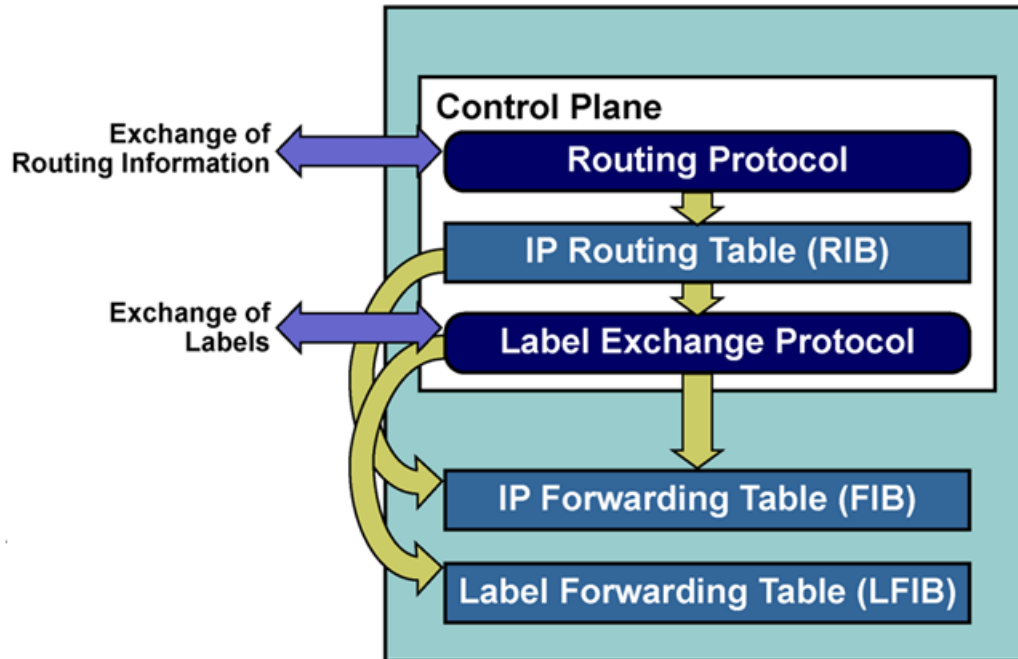 Control Plane
Exchange of
Routing Information
Routing Protocol
IP Routing Table (RIB)
Exchange of
Labels
Label Exchange Protocol
IP Forwarding Table (FIB)
Label Forwarding Table (LFIB)